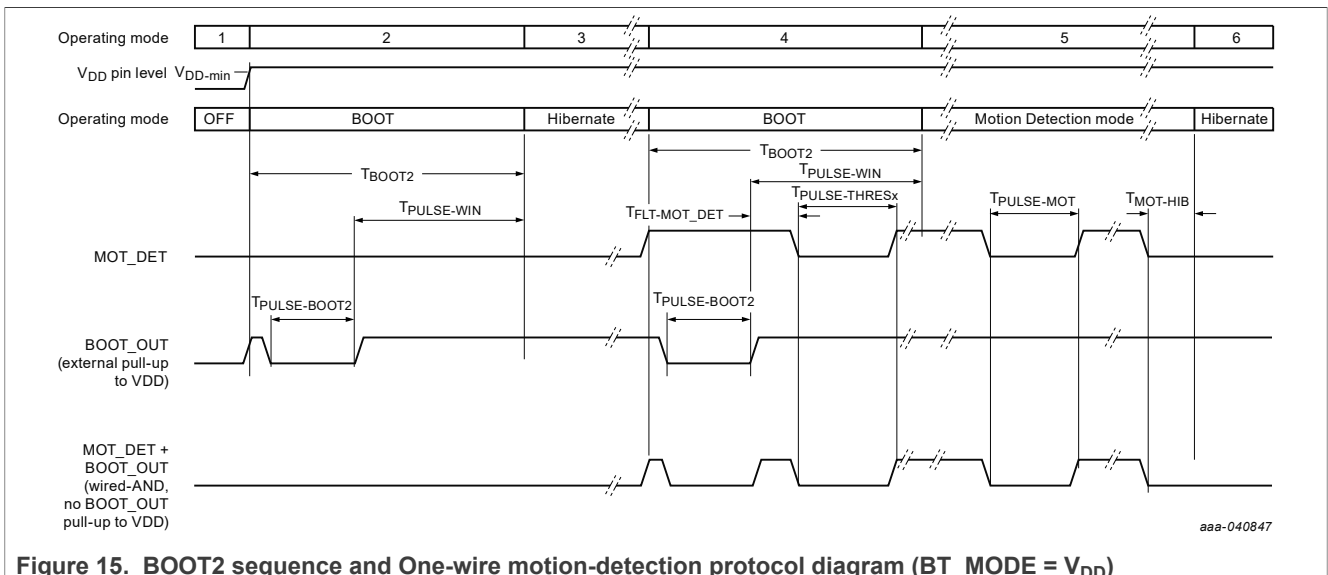 Operating mode 1 2 3 4 5 6
VDD pin level VDD-min
Operating mode OFF BOOT Hibernate BOOT Motion Detection mode Hibernate
TBOOT2
TBOOT2
TPULSE-WIN
TPULSE-WIN
TPULSE-THRESx
TFLT-MOT_DET
TPULSE-MOT
TMOT-HIB
MOT_DET
TPULSE-BOOT2
TPULSE-BOOT2
BOOT_OUT
(external pull-up
to VDD)
MOT_DET +
BOOT_OUT
(wired-AND,
no BOOT_OUT
pull-up to VDD)
aaa-040847
Figure 15. BOOT2 sequence and One-wire motion-detection protocol diagram (BT_MODE = VDD)